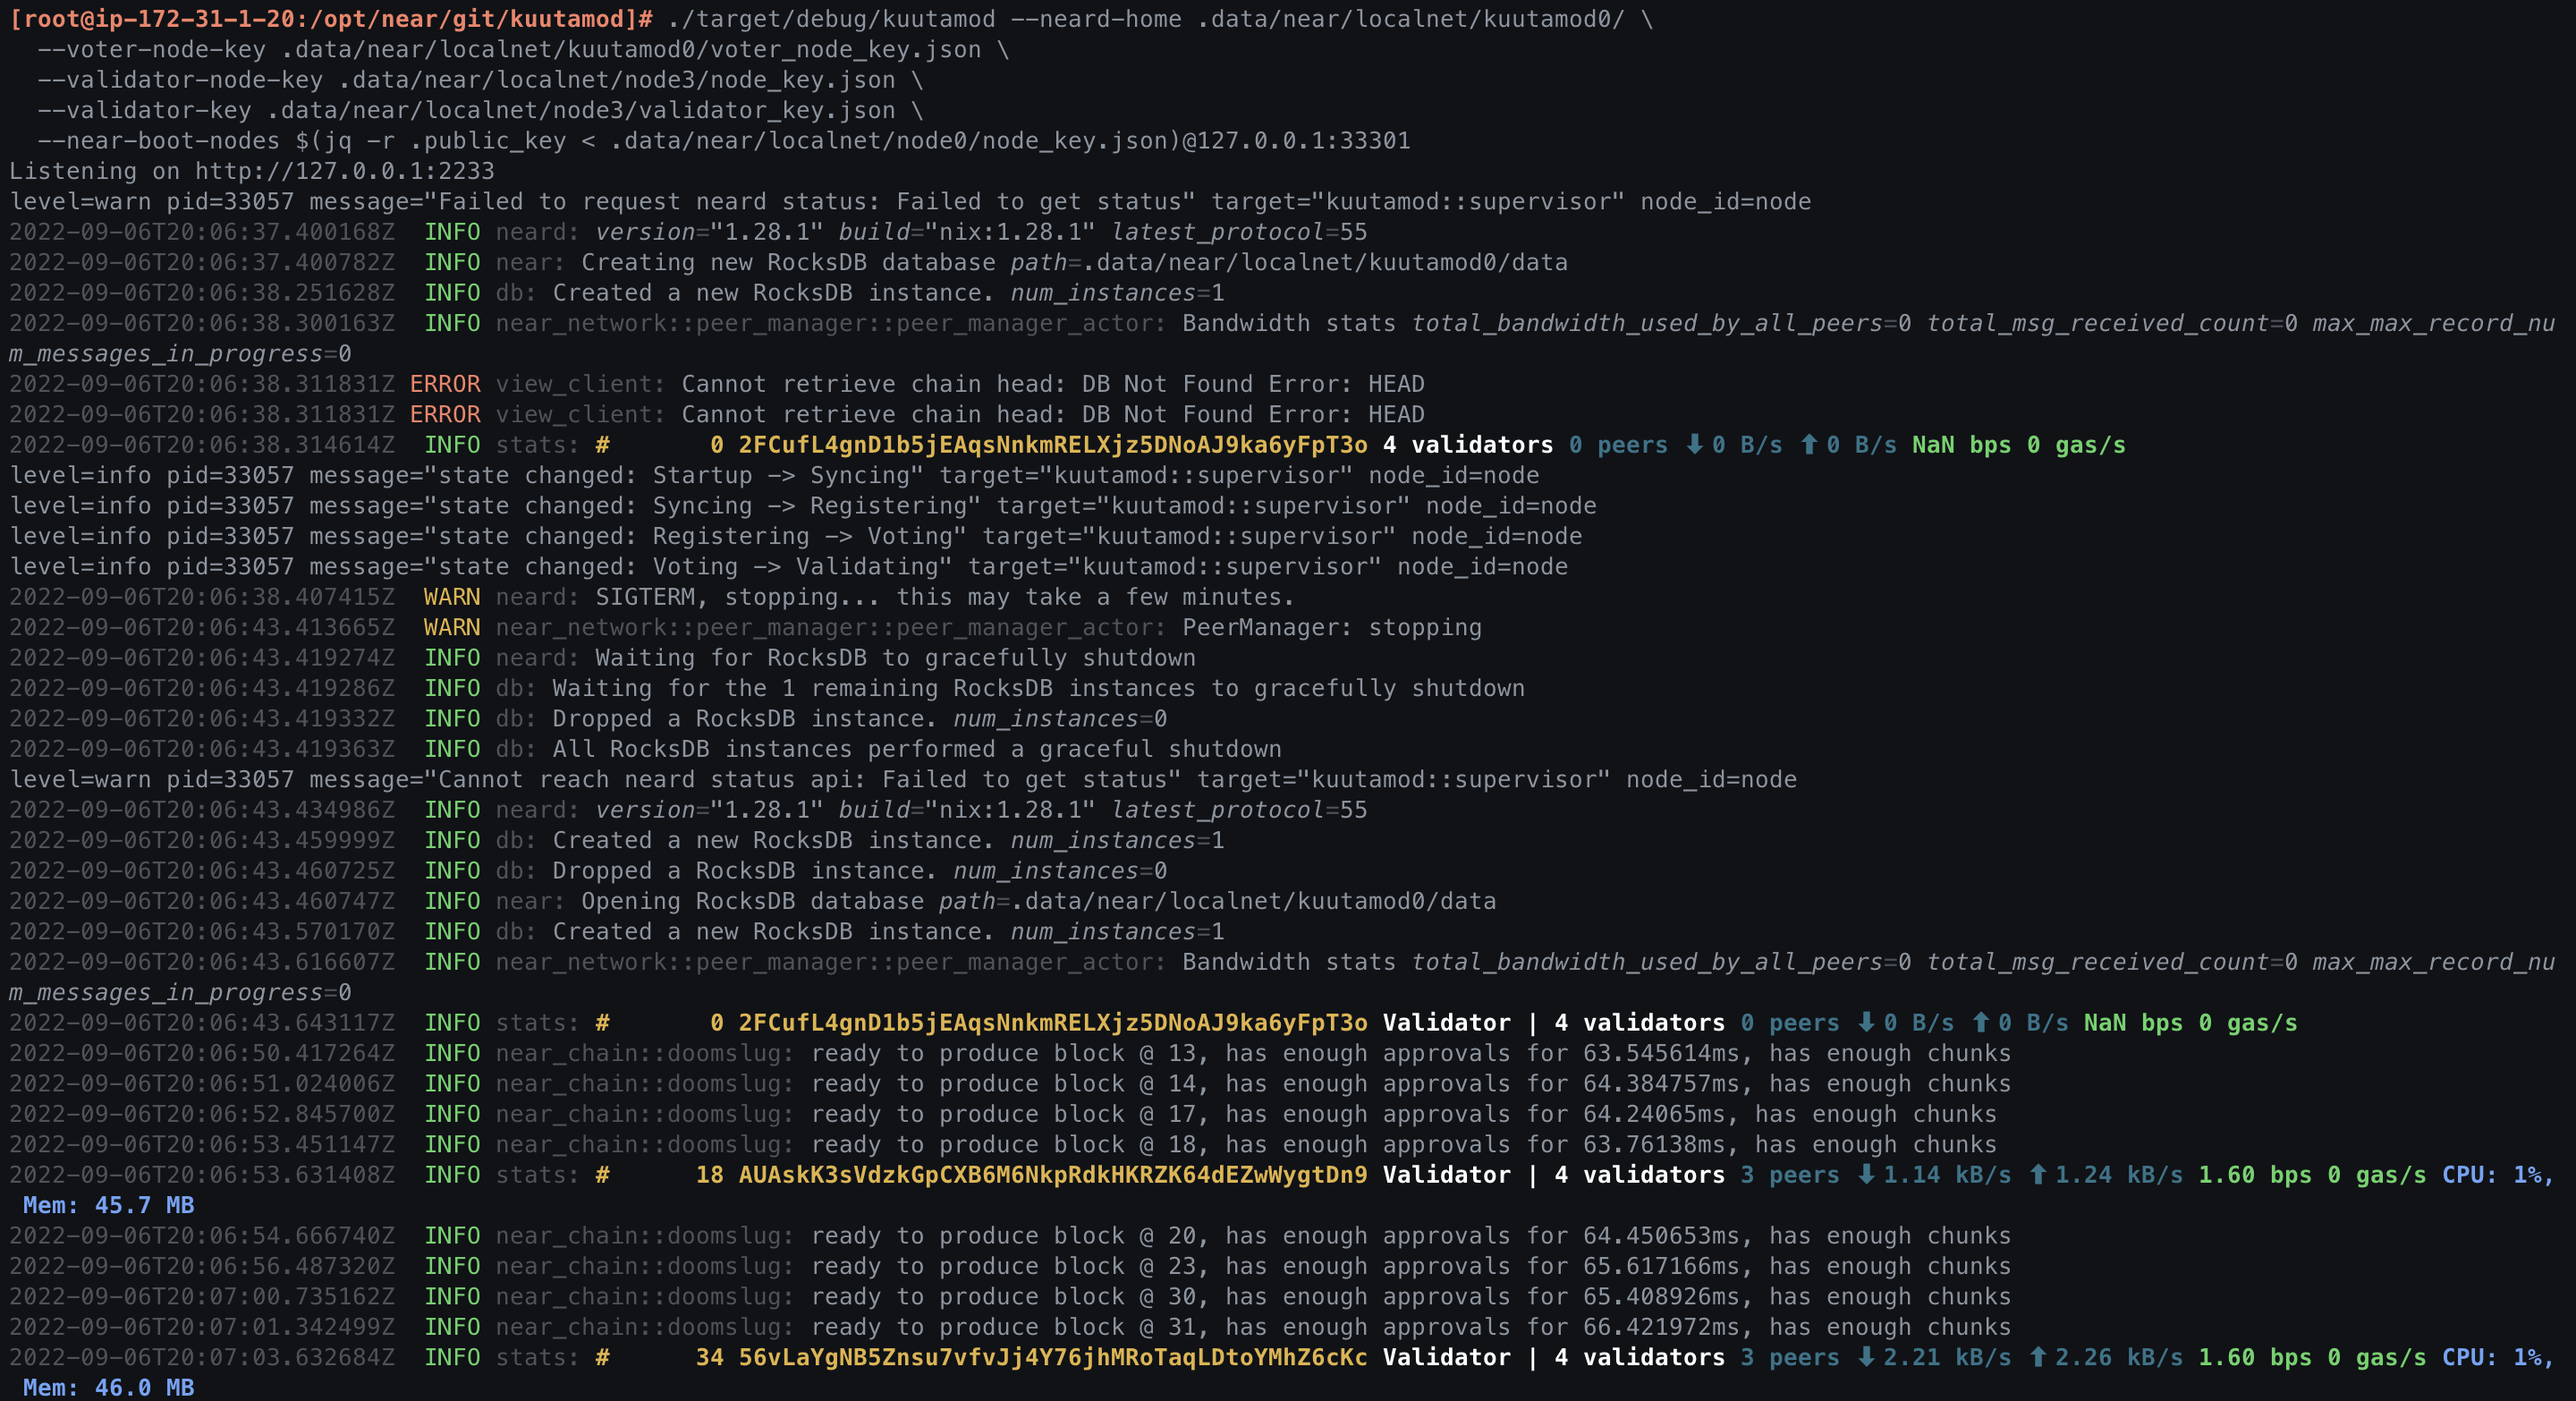 [root@ip-172-31-1-20:/opt/near/git/kuutamod]# ./target/debug/kuutamod --neard-home .data/near/localnet/kuutamod0/ \
  --voter-node-key .data/near/localnet/kuutamod0/voter_node_key.json \
  --validator-node-key .data/near/localnet/node3/node_key.json \
  --validator-key .data/near/localnet/node3/validator_key.json \
  --near-boot-nodes $(jq -r .public_key < .data/near/localnet/node0/node_key.json)@127.0.0.1:33301
Listening on http://127.0.0.1:2233
level=warn pid=33057 message="Failed to request neard status: Failed to get status" target="kuutamod::supervisor" node_id=node
2022-09-06T20:06:37.400168Z  INFO neard: version="1.28.1" build="nix:1.28.1" latest_protocol=55
2022-09-06T20:06:37.400782Z  INFO near: Creating new RocksDB database path=.data/near/localnet/kuutamod0/data
2022-09-06T20:06:38.251628Z  INFO db: Created a new RocksDB instance. num_instances=1
2022-09-06T20:06:38.300163Z  INFO near_network::peer_manager::peer_manager_actor: Bandwidth stats total_bandwidth_used_by_all_peers=0 total_msg_received_count=0 max_max_record_nu
m_messages_in_progress=0
2022-09-06T20:06:38.311831Z ERROR view_client: Cannot retrieve chain head: DB Not Found Error: HEAD
2022-09-06T20:06:38.311831Z ERROR view_client: Cannot retrieve chain head: DB Not Found Error: HEAD
2022-09-06T20:06:38.314614Z  INFO stats: #       0 2FCufL4gnD1b5jEAqsNnkmRELXjz5DNoAJ9ka6yFpT3o 4 validators 0 peers ⬇ 0 B/s ⬆ 0 B/s NaN bps 0 gas/s
level=info pid=33057 message="state changed: Startup -> Syncing" target="kuutamod::supervisor" node_id=node
level=info pid=33057 message="state changed: Syncing -> Registering" target="kuutamod::supervisor" node_id=node
level=info pid=33057 message="state changed: Registering -> Voting" target="kuutamod::supervisor" node_id=node
level=info pid=33057 message="state changed: Voting -> Validating" target="kuutamod::supervisor" node_id=node
2022-09-06T20:06:38.407415Z  WARN neard: SIGTERM, stopping... this may take a few minutes.
2022-09-06T20:06:43.413665Z  WARN near_network::peer_manager::peer_manager_actor: PeerManager: stopping
2022-09-06T20:06:43.419274Z  INFO neard: Waiting for RocksDB to gracefully shutdown
2022-09-06T20:06:43.419286Z  INFO db: Waiting for the 1 remaining RocksDB instances to gracefully shutdown
2022-09-06T20:06:43.419332Z  INFO db: Dropped a RocksDB instance. num_instances=0
2022-09-06T20:06:43.419363Z  INFO db: All RocksDB instances performed a graceful shutdown
level=warn pid=33057 message="Cannot reach neard status api: Failed to get status" target="kuutamod::supervisor" node_id=node
2022-09-06T20:06:43.434986Z  INFO neard: version="1.28.1" build="nix:1.28.1" latest_protocol=55
2022-09-06T20:06:43.459999Z  INFO db: Created a new RocksDB instance. num_instances=1
2022-09-06T20:06:43.460725Z  INFO db: Dropped a RocksDB instance. num_instances=0
2022-09-06T20:06:43.460747Z  INFO near: Opening RocksDB database path=.data/near/localnet/kuutamod0/data
2022-09-06T20:06:43.570170Z  INFO db: Created a new RocksDB instance. num_instances=1
2022-09-06T20:06:43.616607Z  INFO near_network::peer_manager::peer_manager_actor: Bandwidth stats total_bandwidth_used_by_all_peers=0 total_msg_received_count=0 max_max_record_nu
m_messages_in_progress=0
2022-09-06T20:06:43.643117Z  INFO stats: #       0 2FCufL4gnD1b5jEAqsNnkmRELXjz5DNoAJ9ka6yFpT3o Validator | 4 validators 0 peers ⬇ 0 B/s ⬆ 0 B/s NaN bps 0 gas/s
2022-09-06T20:06:50.417264Z  INFO near_chain::doomslug: ready to produce block @ 13, has enough approvals for 63.545614ms, has enough chunks
2022-09-06T20:06:51.024006Z  INFO near_chain::doomslug: ready to produce block @ 14, has enough approvals for 64.384757ms, has enough chunks
2022-09-06T20:06:52.845700Z  INFO near_chain::doomslug: ready to produce block @ 17, has enough approvals for 64.24065ms, has enough chunks
2022-09-06T20:06:53.451147Z  INFO near_chain::doomslug: ready to produce block @ 18, has enough approvals for 63.76138ms, has enough chunks
2022-09-06T20:06:53.631408Z  INFO stats: #      18 AUAskK3sVdzkGpCXB6M6NkpRdkHKRZK64dEZwWygtDn9 Validator | 4 validators 3 peers ⬇ 1.14 kB/s ⬆ 1.24 kB/s 1.60 bps 0 gas/s CPU: 1%,
 Mem: 45.7 MB
2022-09-06T20:06:54.666740Z  INFO near_chain::doomslug: ready to produce block @ 20, has enough approvals for 64.450653ms, has enough chunks
2022-09-06T20:06:56.487320Z  INFO near_chain::doomslug: ready to produce block @ 23, has enough approvals for 65.617166ms, has enough chunks
2022-09-06T20:07:00.735162Z  INFO near_chain::doomslug: ready to produce block @ 30, has enough approvals for 65.408926ms, has enough chunks
2022-09-06T20:07:01.342499Z  INFO near_chain::doomslug: ready to produce block @ 31, has enough approvals for 66.421972ms, has enough chunks
2022-09-06T20:07:03.632684Z  INFO stats: #      34 56vLaYgNB5Znsu7vfvJj4Y76jhMRoTaqLDtoYMhZ6cKc Validator | 4 validators 3 peers ⬇ 2.21 kB/s ⬆ 2.26 kB/s 1.60 bps 0 gas/s CPU: 1%,
 Mem: 46.0 MB